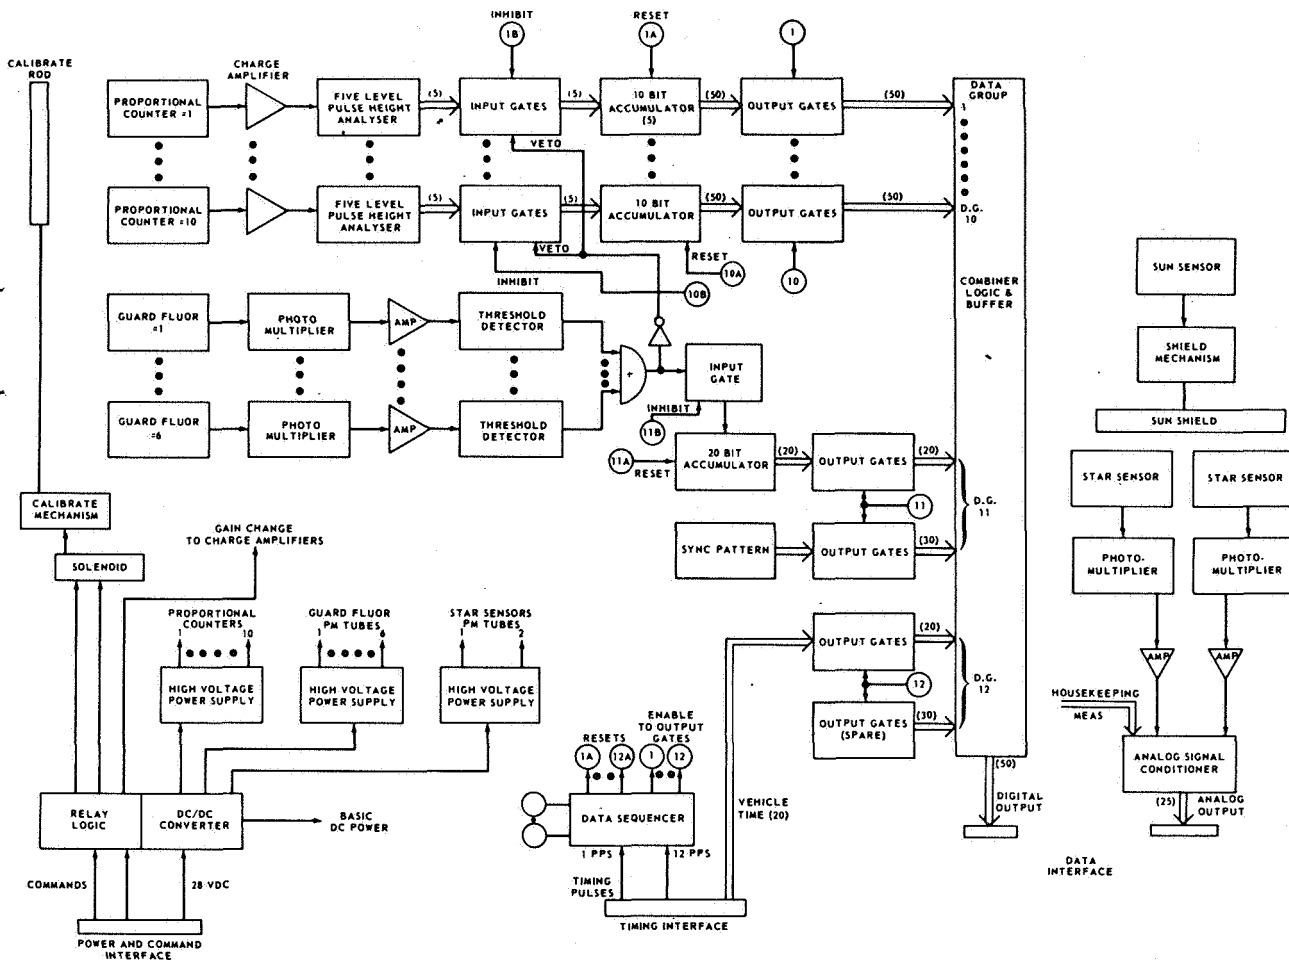 INHIBIT
1B
RESET
1A
1
CALIBRATE
ROD
CHARGE
AMPLIFIER
PROPORTIONAL
COUNTER =1
FIVE LEVEL
PULSE HEIGHT
ANALYSER
(5)
INPUT GATES
(5)
10 BIT
ACCUMULATOR
(5)
(50)
OUTPUT GATES
(50)
DATA
GROUP
1
VETO
PROPORTIONAL
COUNTER =10
FIVE LEVEL
PULSE HEIGHT
ANALYSER
(5)
INPUT GATES
(5)
10 BIT
ACCUMULATOR
(50)
OUTPUT GATES
(50)
D.G.
10
VETO
RESET
10A
10
INHIBIT
10B
COMBINER
LOGIC &
BUFFER
SUN SENSOR
GUARD FLUOR
=1
PHOTO
MULTIPLIER
AMP
THRESHOLD
DETECTOR
SHIELD
MECHANISM
+
INPUT
GATE
INHIBIT
11B
SUN SHIELD
GUARD FLUOR
=6
PHOTO
MULTIPLIER
AMP
THRESHOLD
DETECTOR
11A
RESET
20 BIT
ACCUMULATOR
(20)
OUTPUT GATES
(20)
STAR SENSOR
STAR SENSOR
11
D.G.
11
CALIBRATE
MECHANISM
GAIN CHANGE
TO CHARGE AMPLIFIERS
SYNC PATTERN
OUTPUT GATES
(30)
PHOTO-
MULTIPLIER
PHOTO-
MULTIPLIER
SOLENOID
PROPORTIONAL
COUNTERS
1
10
GUARD FLUOR
PM TUBES
1
6
STAR SENSORS
PM TUBES
1
2
OUTPUT GATES
(20)
AMP
AMP
HIGH VOLTAGE
POWER SUPPLY
HIGH VOLTAGE
POWER SUPPLY
HIGH VOLTAGE
POWER SUPPLY
12
D.G.
12
HOUSEKEEPING
MEAS
OUTPUT GATES
(SPARE)
(30)
ENABLE
TO OUTPUT
GATES
RESETS
1A
12A
1
12
ANALOG SIGNAL
CONDITIONER
(50)
DIGITAL
OUTPUT
(25)
ANALOG
OUTPUT
RELAY
LOGIC
DC/DC
CONVERTER
BASIC
DC POWER
DATA SEQUENCER
VEHICLE
TIME (20)
1 PPS
12 PPS
DATA
INTERFACE
COMMANDS
28 VDC
TIMING
PULSES
TIMING INTERFACE
POWER AND COMMAND
INTERFACE